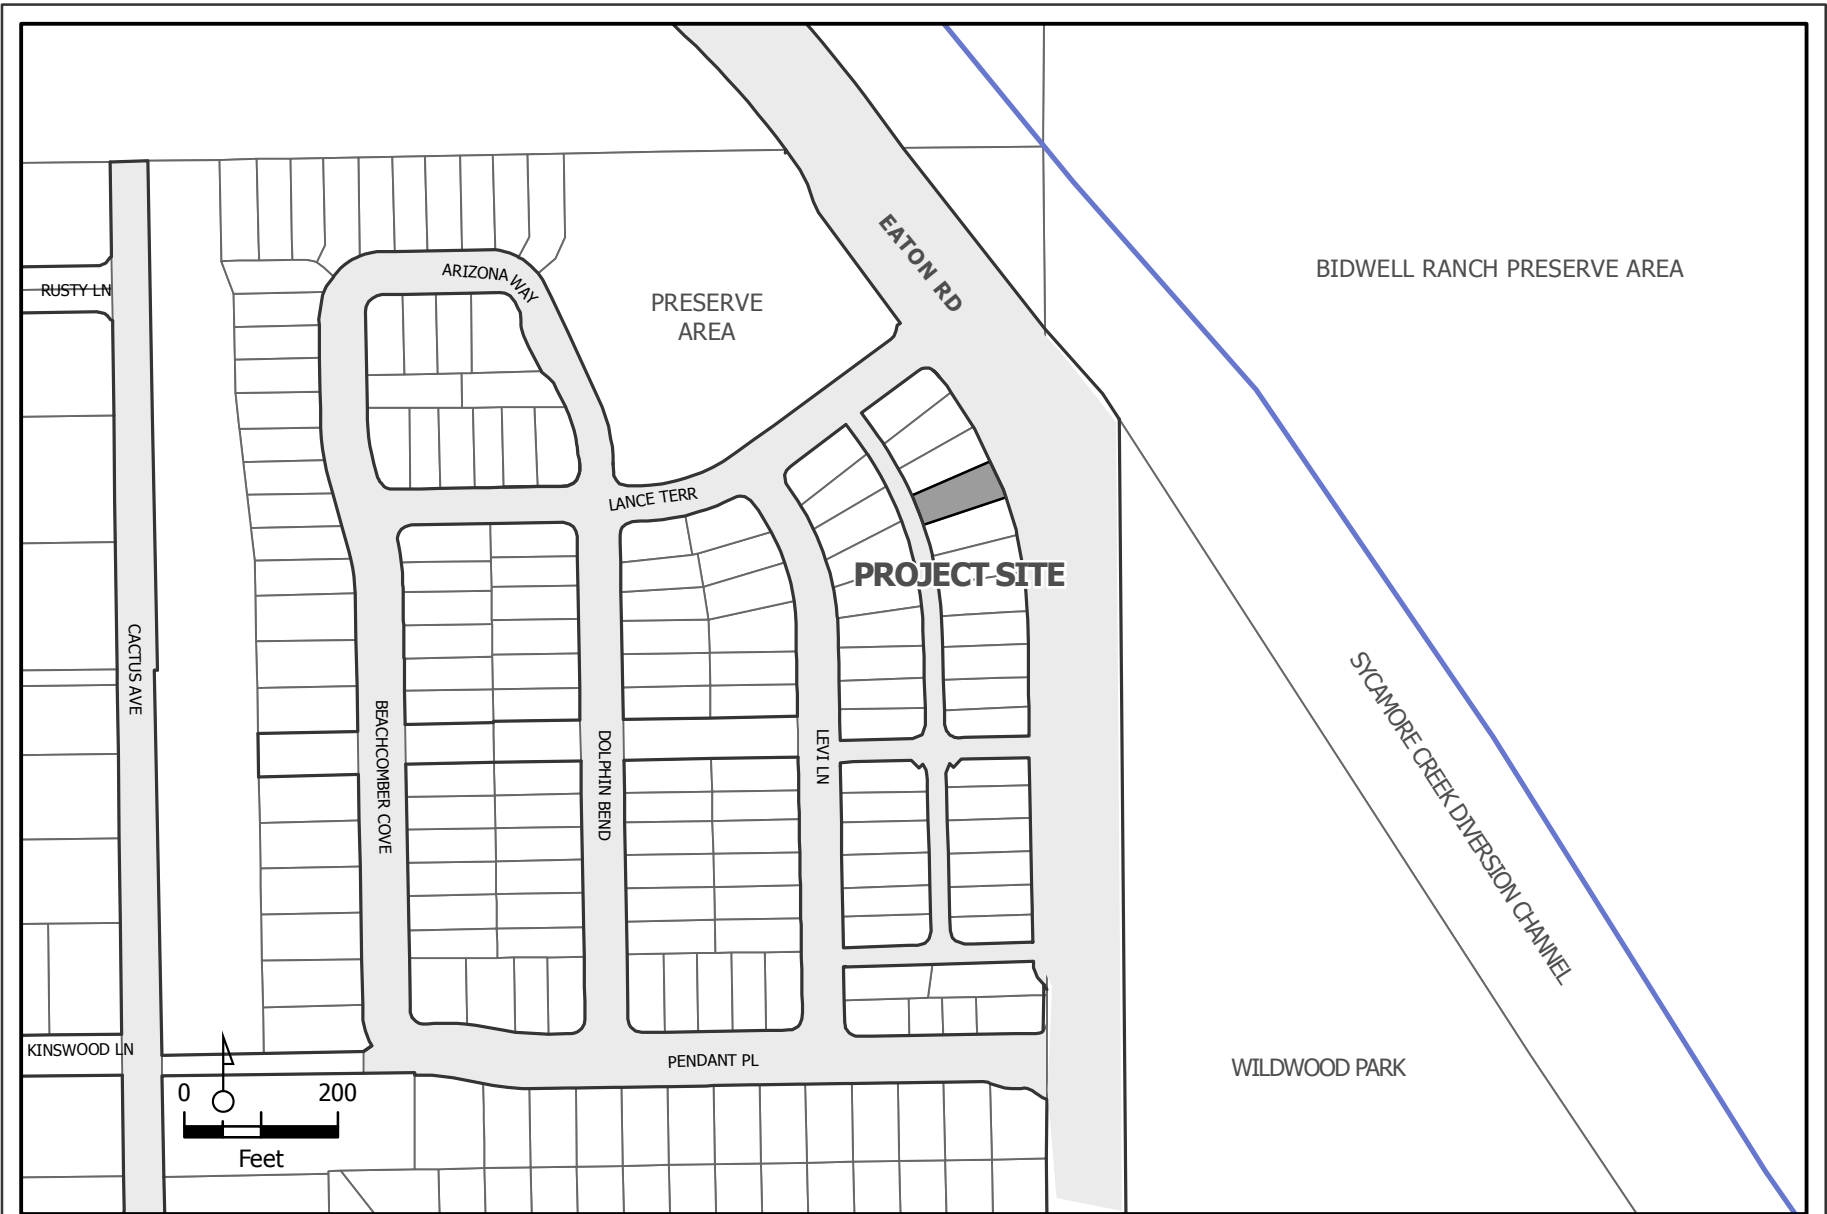 EATON RD
BIDWELL RANCH PRESERVE AREA
ARIZONA WAY
RUSTY LN
PRESERVE
AREA
LANCE TERR
PROJECT SITE
CACTUS AVE
BEACHCOMBER COVE
DOLPHIN BEND
LEVI LN
SYCAMORE CREEK DIVERSION CHANNEL
KINSWOOD LN
PENDANT PL
WILDWOOD PARK
0 200
Feet